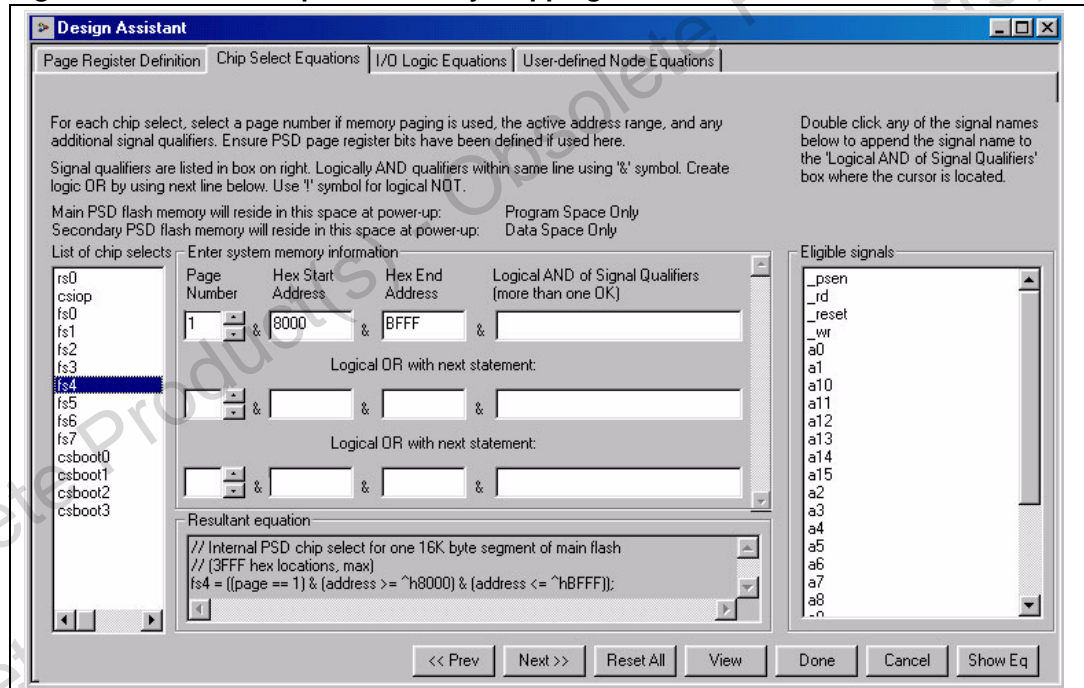 Design Assistant
Page Register Definition Chip Select Equations I/O Logic Equations User-defined Node Equations
For each chip select, select a page number if memory paging is used, the active address range, and any
additional signal qualifiers. Ensure PSD page register bits have been defined if used here.
Signal qualifiers are listed in box on right. Logically AND qualifiers within same line using '&' symbol. Create
logic OR by using next line below. Use '!' symbol for logical NOT.
Main PSD flash memory will reside in this space at power-up: Program Space Only
Secondary PSD flash memory will reside in this space at power-up: Data Space Only
Double click any of the signal names
below to append the signal name to
the 'Logical AND of Signal Qualifiers'
box where the cursor is located.
List of chip selects
rs0
csiop
fs0
fs1
fs2
fs3
fs4
fs5
fs6
fs7
csboot0
csboot1
csboot2
csboot3
Enter system memory information
Page Hex Start Hex End Logical AND of Signal Qualifiers
Number Address Address (more than one OK)
1 & 8000 & BFFF &
Logical OR with next statement:
& & &
Logical OR with next statement:
& & &
Resultant equation
// Internal PSD chip select for one 16K byte segment of main flash
// (3FFF hex locations, max)
fs4 = ((page == 1) & (address >= ^h8000) & (address <= ^hBFFF));
Eligible signals
_psen
_rd
_reset
_wr
a0
a1
a10
a11
a12
a13
a14
a15
a2
a3
a4
a5
a6
a7
a8
<< Prev Next >> Reset All View Done Cancel Show Eq
Product(s) - Obsolete